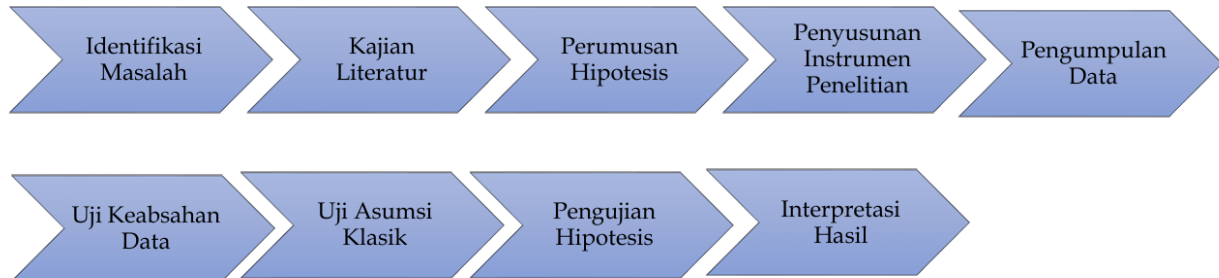 Identifikasi
Masalah
Kajian
Literatur
Perumusan
Hipotesis
Penyusunan
Instrumen
Penelitian
Pengumpulan
Data
Uji Keabsahan
Data
Uji Asumsi
Klasik
Pengujian
Hipotesis
Interpretasi
Hasil